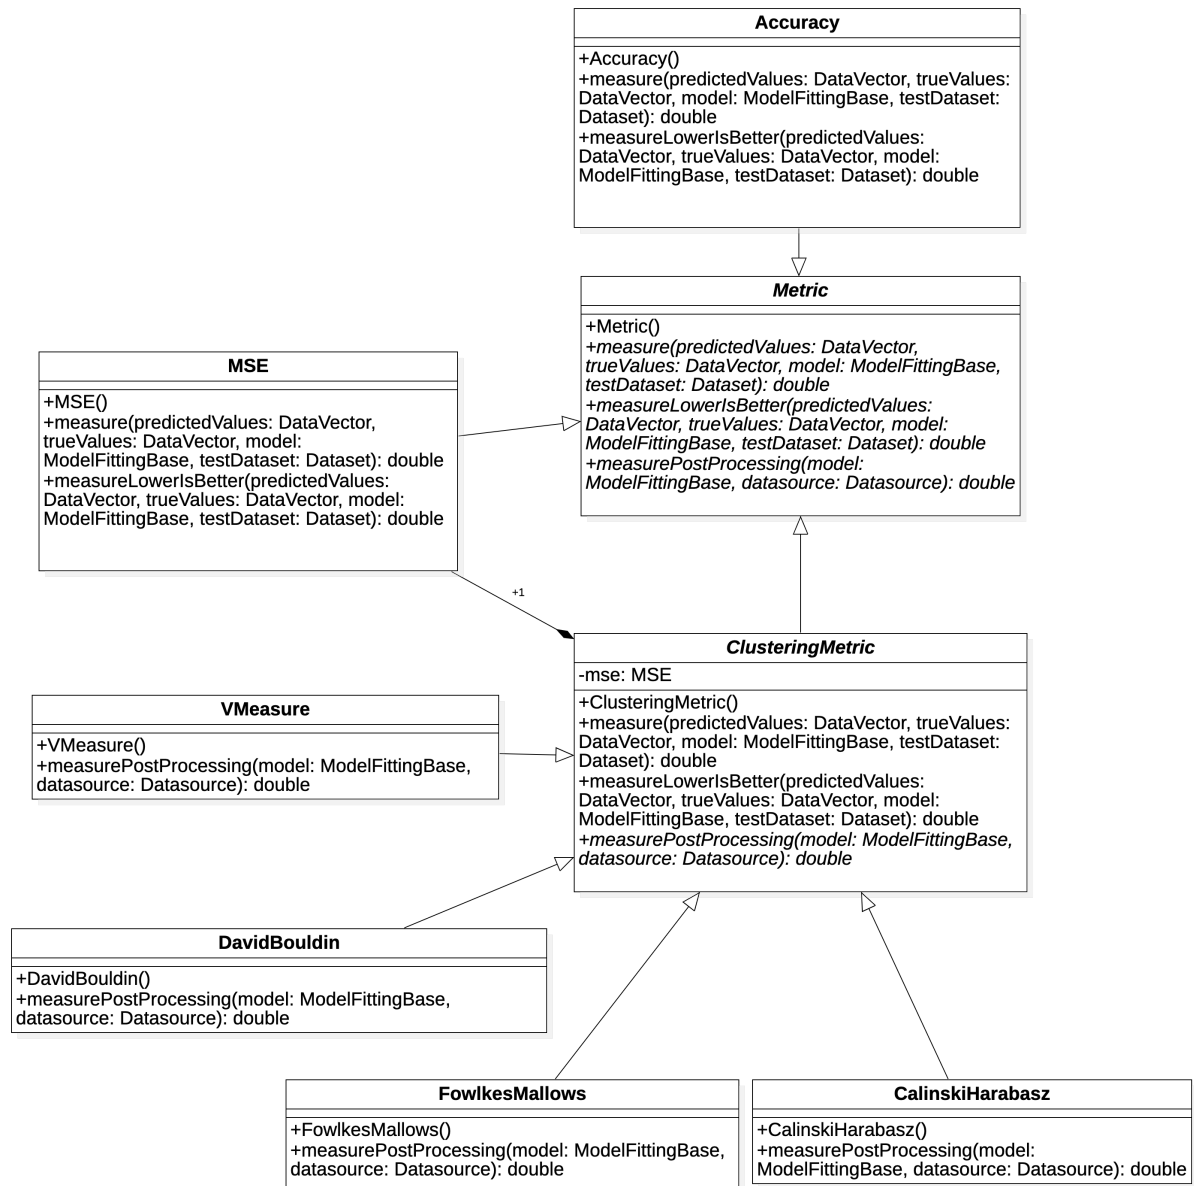 Accuracy
+Accuracy()
+measure(predictedValues: DataVector, trueValues:
DataVector, model: ModelFittingBase, testDataset:
Dataset): double
+measureLowerIsBetter(predictedValues:
DataVector, trueValues: DataVector, model:
ModelFittingBase, testDataset: Dataset): double
Metric
+Metric()
+measure(predictedValues: DataVector,
trueValues: DataVector, model: ModelFittingBase,
testDataset: Dataset): double
+measureLowerIsBetter(predictedValues:
DataVector, trueValues: DataVector, model:
ModelFittingBase, testDataset: Dataset): double
+measurePostProcessing(model:
ModelFittingBase, datasource: Datasource): double
MSE
+MSE()
+measure(predictedValues: DataVector,
trueValues: DataVector, model:
ModelFittingBase, testDataset: Dataset): double
+measureLowerIsBetter(predictedValues:
DataVector, trueValues: DataVector, model:
ModelFittingBase, testDataset: Dataset): double
+1
ClusteringMetric
-mse: MSE
+ClusteringMetric()
+measure(predictedValues: DataVector, trueValues:
DataVector, model: ModelFittingBase, testDataset:
Dataset): double
+measureLowerIsBetter(predictedValues:
DataVector, trueValues: DataVector, model:
ModelFittingBase, testDataset: Dataset): double
+measurePostProcessing(model: ModelFittingBase,
datasource: Datasource): double
VMeasure
+VMeasure()
+measurePostProcessing(model: ModelFittingBase,
datasource: Datasource): double
DavidBouldin
+DavidBouldin()
+measurePostProcessing(model: ModelFittingBase,
datasource: Datasource): double
FowlkesMallows
+FowlkesMallows()
+measurePostProcessing(model: ModelFittingBase,
datasource: Datasource): double
CalinskiHarabasz
+CalinskiHarabasz()
+measurePostProcessing(model:
ModelFittingBase, datasource: Datasource): double